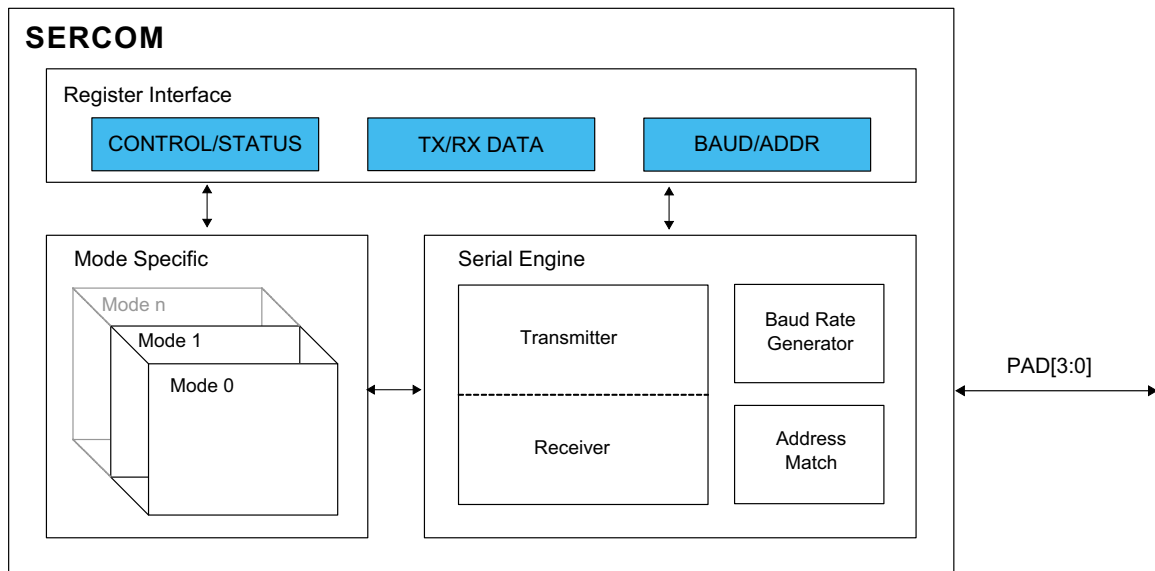 SERCOM
Register Interface
CONTROL/STATUS
TX/RX DATA
BAUD/ADDR
Mode Specific
Mode n
Mode 1
Mode 0
Serial Engine
Transmitter
Receiver
Baud Rate
Generator
Address
Match
PAD[3:0]